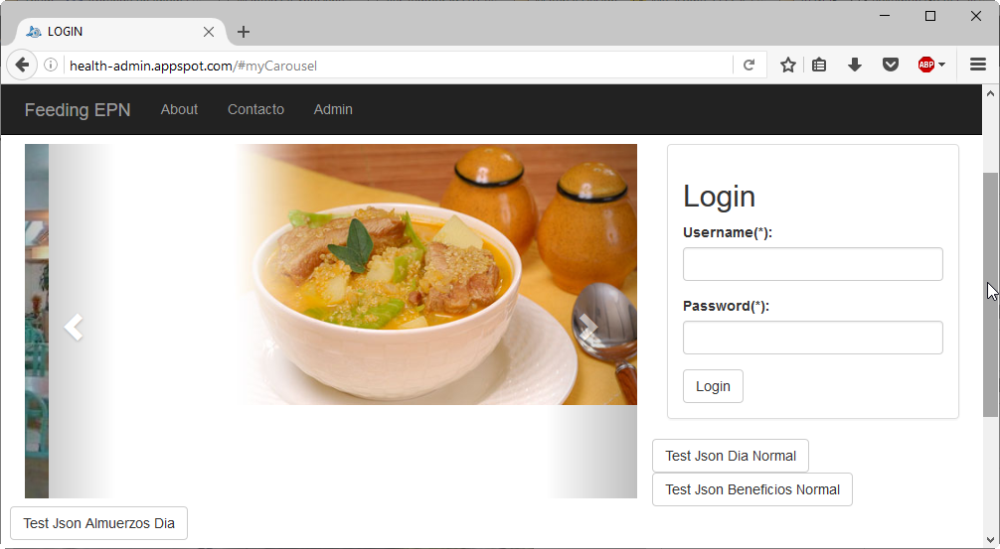 LOGIN
health-admin.appspot.com/#myCarousel
ABP
Feeding EPN About Contacto Admin
Login
Username(*):
Password(*):
Login
Test Json Dia Normal
Test Json Beneficios Normal
Test Json Almuerzos Dia